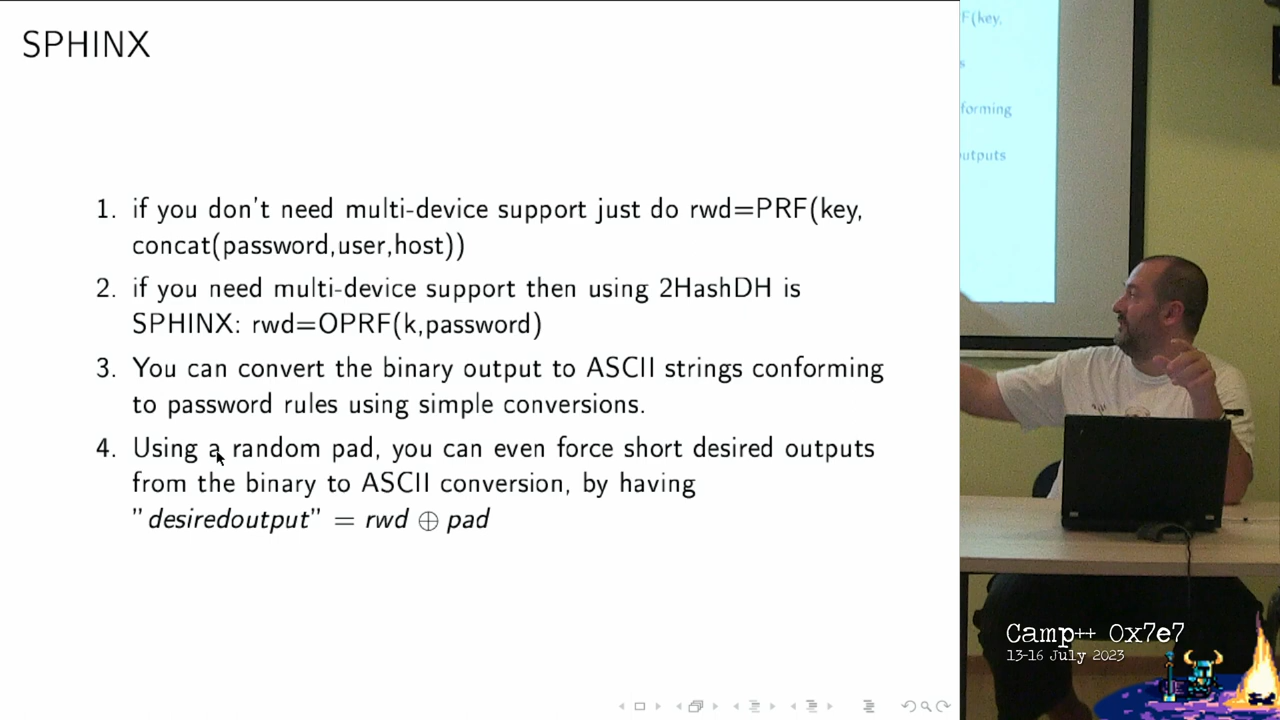 SPHINX
1. if you don't need multi-device support just do rwd=PRF(key,
concat(password,user,host))
2. if you need multi-device support then using 2HashDH is
SPHINX: rwd=OPRF(k,password)
3. You can convert the binary output to ASCII strings conforming
to password rules using simple conversions.
4. Using a random pad, you can even force short desired outputs
from the binary to ASCII conversion, by having
"desiredoutput" = rwd ⊕ pad
F(key,
s
forming
utputs
Camp++ 0x7e7
13-16 July 2023